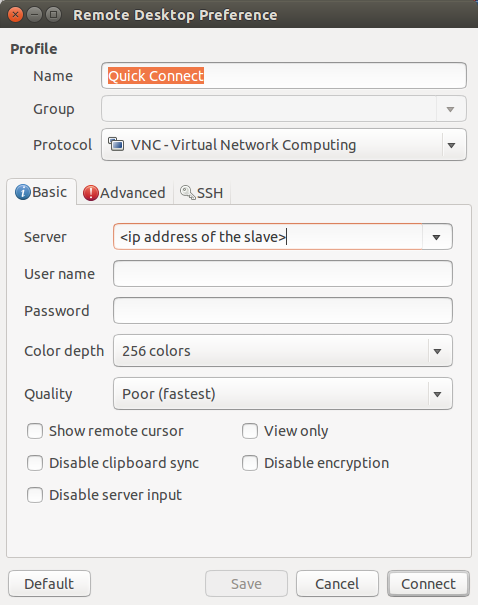 Remote Desktop Preference
Profile
Name Quick Connect
Group
Protocol VNC - Virtual Network Computing
Basic Advanced SSH
Server <ip address of the slave>
User name
Password
Color depth 256 colors
Quality Poor (fastest)
Show remote cursor View only
Disable clipboard sync Disable encryption
Disable server input
Default Save Cancel Connect